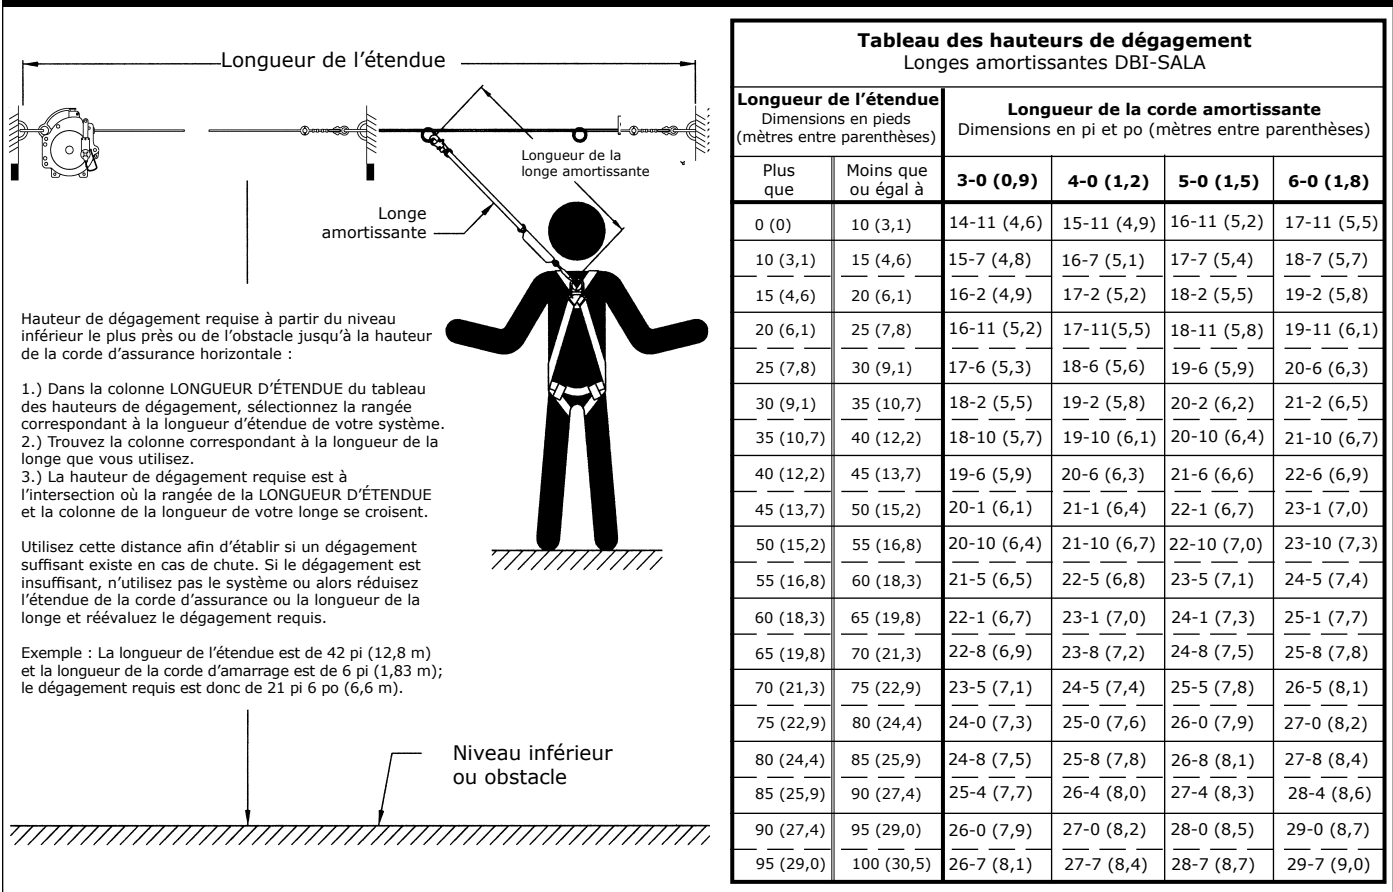 Longueur de l'étendue
Longueur de la
longe amortissante
Longe
amortissante
Hauteur de dégagement requise à partir du niveau
inférieur le plus près ou de l'obstacle jusqu'à la hauteur
de la corde d'assurance horizontale :
1.) Dans la colonne LONGUEUR D'ÉTENDUE du tableau
des hauteurs de dégagement, sélectionnez la rangée
correspondant à la longueur d'étendue de votre système.
2.) Trouvez la colonne correspondant à la longueur de la
longe que vous utilisez.
3.) La hauteur de dégagement requise est à
l'intersection où la rangée de la LONGUEUR D'ÉTENDUE
et la colonne de la longueur de votre longe se croisent.
Utilisez cette distance afin d'établir si un dégagement
suffisant existe en cas de chute. Si le dégagement est
insuffisant, n'utilisez pas le système ou alors réduisez
l'étendue de la corde d'assurance ou la longueur de la
longe et réévaluez le dégagement requis.
Exemple : La longueur de l'étendue est de 42 pi (12,8 m)
et la longueur de la corde d'amarrage est de 6 pi (1,83 m);
le dégagement requis est donc de 21 pi 6 po (6,6 m).
Niveau inférieur
ou obstacle
Tableau des hauteurs de dégagement
Longes amortissantes DBI-SALA
Longueur de l'étendue
Dimensions en pieds
(mètres entre parenthèses)
Longueur de la corde amortissante
Dimensions en pi et po (mètres entre parenthèses)
Plus que Moins que ou égal à 3-0 (0,9) 4-0 (1,2) 5-0 (1,5) 6-0 (1,8)
0 (0) 10 (3,1) 14-11 (4,6) 15-11 (4,9) 16-11 (5,2) 17-11 (5,5)
10 (3,1) 15 (4,6) 15-7 (4,8) 16-7 (5,1) 17-7 (5,4) 18-7 (5,7)
15 (4,6) 20 (6,1) 16-2 (4,9) 17-2 (5,2) 18-2 (5,5) 19-2 (5,8)
20 (6,1) 25 (7,8) 16-11 (5,2) 17-11(5,5) 18-11 (5,8) 19-11 (6,1)
25 (7,8) 30 (9,1) 17-6 (5,3) 18-6 (5,6) 19-6 (5,9) 20-6 (6,3)
30 (9,1) 35 (10,7) 18-2 (5,5) 19-2 (5,8) 20-2 (6,2) 21-2 (6,5)
35 (10,7) 40 (12,2) 18-10 (5,7) 19-10 (6,1) 20-10 (6,4) 21-10 (6,7)
40 (12,2) 45 (13,7) 19-6 (5,9) 20-6 (6,3) 21-6 (6,6) 22-6 (6,9)
45 (13,7) 50 (15,2) 20-1 (6,1) 21-1 (6,4) 22-1 (6,7) 23-1 (7,0)
50 (15,2) 55 (16,8) 20-10 (6,4) 21-10 (6,7) 22-10 (7,0) 23-10 (7,3)
55 (16,8) 60 (18,3) 21-5 (6,5) 22-5 (6,8) 23-5 (7,1) 24-5 (7,4)
60 (18,3) 65 (19,8) 22-1 (6,7) 23-1 (7,0) 24-1 (7,3) 25-1 (7,7)
65 (19,8) 70 (21,3) 22-8 (6,9) 23-8 (7,2) 24-8 (7,5) 25-8 (7,8)
70 (21,3) 75 (22,9) 23-5 (7,1) 24-5 (7,4) 25-5 (7,8) 26-5 (8,1)
75 (22,9) 80 (24,4) 24-0 (7,3) 25-0 (7,6) 26-0 (7,9) 27-0 (8,2)
80 (24,4) 85 (25,9) 24-8 (7,5) 25-8 (7,8) 26-8 (8,1) 27-8 (8,4)
85 (25,9) 90 (27,4) 25-4 (7,7) 26-4 (8,0) 27-4 (8,3) 28-4 (8,6)
90 (27,4) 95 (29,0) 26-0 (7,9) 27-0 (8,2) 28-0 (8,5) 29-0 (8,7)
95 (29,0) 100 (30,5) 26-7 (8,1) 27-7 (8,4) 28-7 (8,7) 29-7 (9,0)